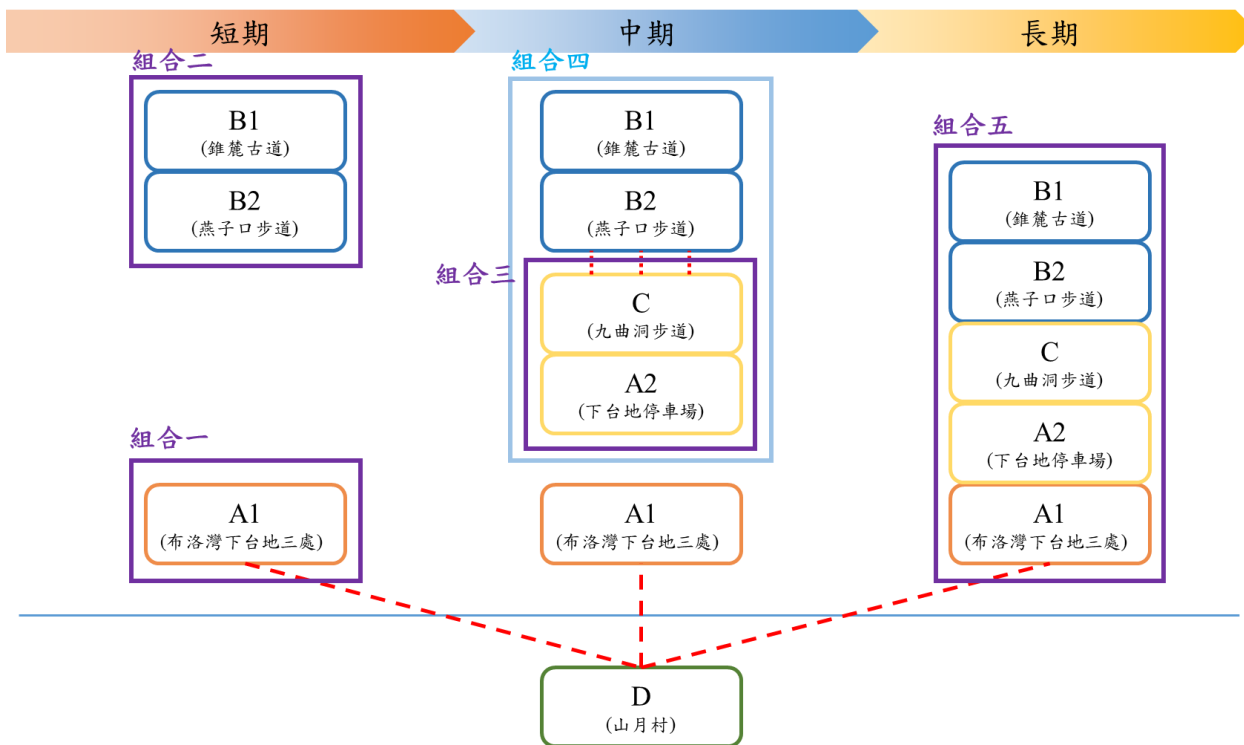 短期
中期
長期
組合二
B1
(錐麓古道)
B2
(燕子口步道)
組合一
A1
(布洛灣下台地三處)
組合四
B1
(錐麓古道)
B2
(燕子口步道)
組合三
C
(九曲洞步道)
A2
(下台地停車場)
A1
(布洛灣下台地三處)
組合五
B1
(錐麓古道)
B2
(燕子口步道)
C
(九曲洞步道)
A2
(下台地停車場)
A1
(布洛灣下台地三處)
D
(山月村)